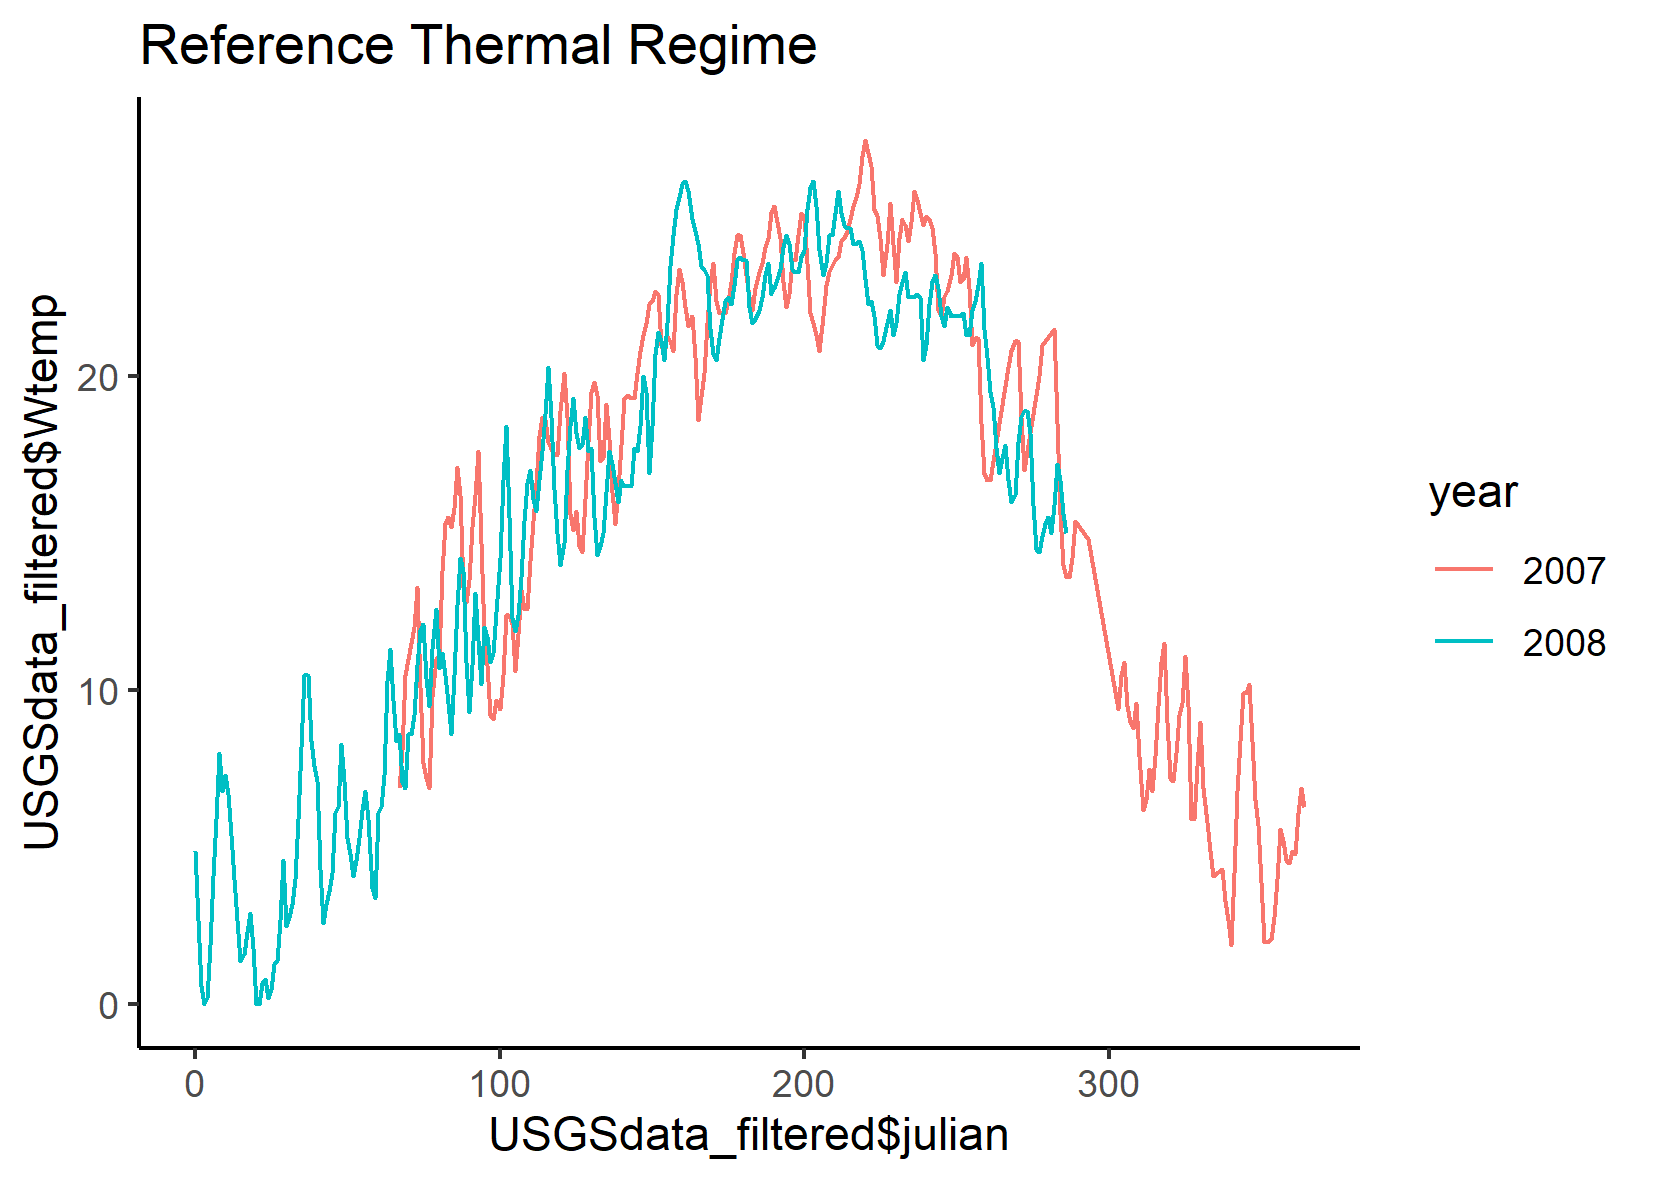 Reference Thermal Regime
USGSdata_filtered$Wtemp
20
10
0
0 100 200 300
USGSdata_filtered$julian
year
2007
2008